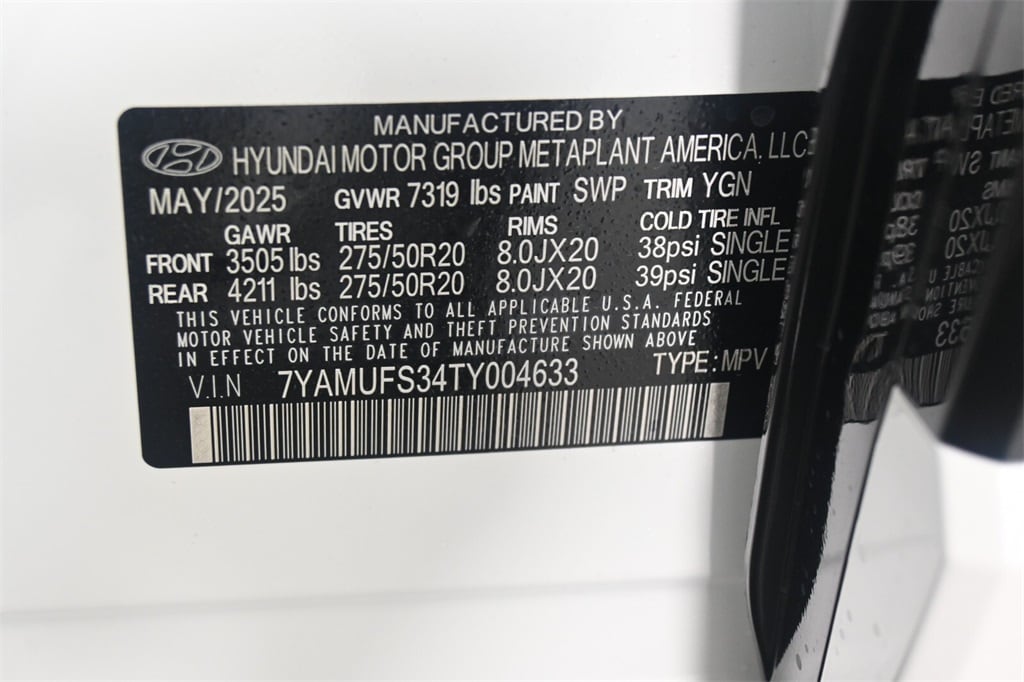 MANUFACTURED BY
HYUNDAI MOTOR GROUP METAPLANT AMERICA, LLC
MAY/2025 GVWR 7319 lbs PAINT SWP TRIM YGN
GAWR TIRES RIMS COLD TIRE INFL
FRONT 3505 lbs 275/50R20 8.0JX20 38psi SINGLE
REAR 4211 lbs 275/50R20 8.0JX20 39psi SINGLE
THIS VEHICLE CONFORMS TO ALL APPLICABLE U.S.A. FEDERAL
MOTOR VEHICLE SAFETY AND THEFT PREVENTION STANDARDS
IN EFFECT ON THE DATE OF MANUFACTURE SHOWN ABOVE
V.I.N 7YAMUFS34TY004633 TYPE: MPV